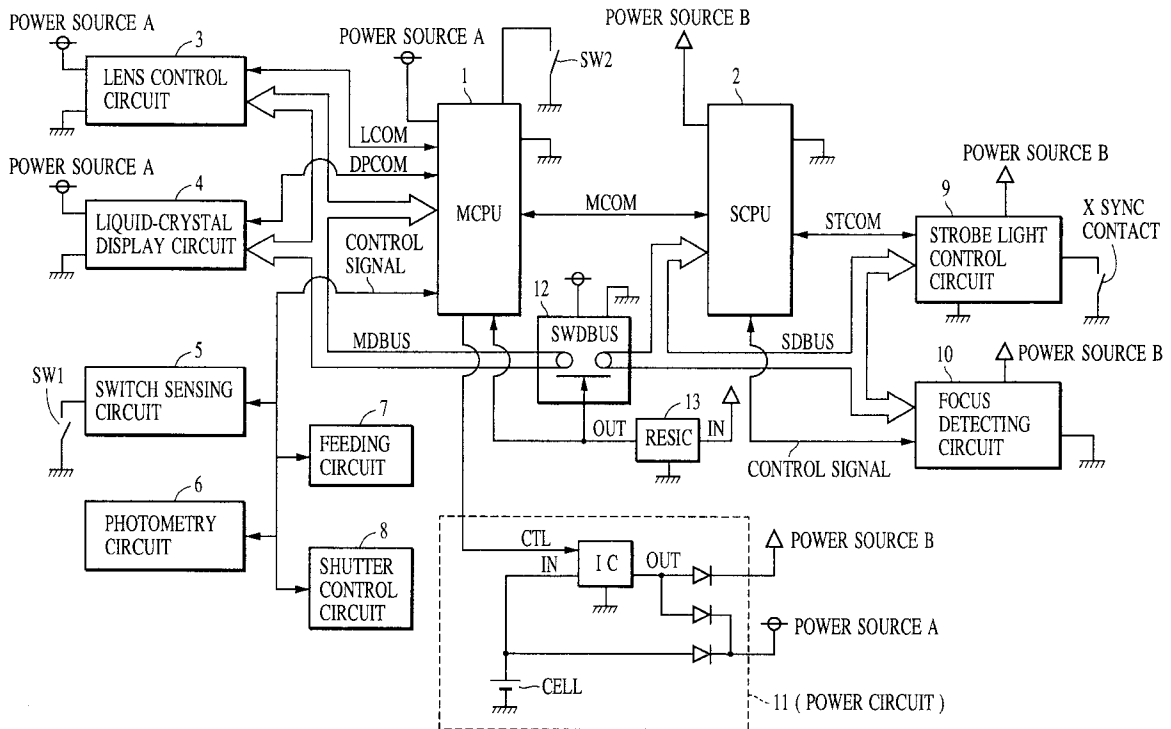 POWER SOURCE A
3
LENS CONTROL
CIRCUIT
POWER SOURCE A
4
LIQUID-CRYSTAL
DISPLAY CIRCUIT
POWER SOURCE A
1
MCPU
SW2
LCOM
DPCOM
CONTROL
SIGNAL
MCOM
POWER SOURCE B
2
SCPU
STCOM
POWER SOURCE B
9
STROBE LIGHT
CONTROL
CIRCUIT
X SYNC
CONTACT
12
SWDBUS
MDBUS
SDBUS
SW1
5
SWITCH SENSING
CIRCUIT
7
FEEDING
CIRCUIT
OUT
13
RESIC
IN
10
POWER SOURCE B
FOCUS
DETECTING
CIRCUIT
CONTROL SIGNAL
6
PHOTOMETRY
CIRCUIT
8
SHUTTER
CONTROL
CIRCUIT
CTL
IN
IC
OUT
POWER SOURCE B
POWER SOURCE A
CELL
11 ( POWER CIRCUIT )